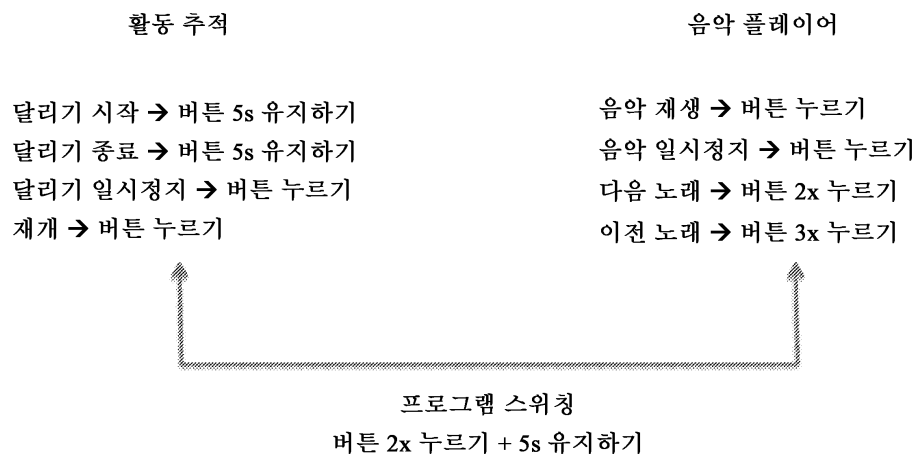 활동 추적
달리기 시작 → 버튼 5s 유지하기
달리기 종료 → 버튼 5s 유지하기
달리기 일시정지 → 버튼 누르기
재개 → 버튼 누르기
음악 플레이어
음악 재생 → 버튼 누르기
음악 일시정지 → 버튼 누르기
다음 노래 → 버튼 2x 누르기
이전 노래 → 버튼 3x 누르기
프로그램 스위칭
버튼 2x 누르기 + 5s 유지하기